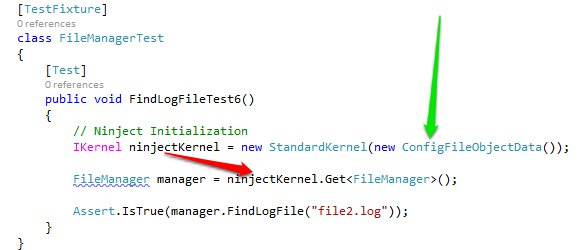 [TestFixture]
0 references
class FileManagerTest
{
[Test]
0 references
public void FindLogFileTest6()
{
// Ninject Initialization
IKernel ninjectKernel = new StandardKernel(new ConfigFileObjectData());
FileManager manager = ninjectKernel.Get<FileManager>();
Assert.IsTrue(manager.FindLogFile("file2.log"));
}
}